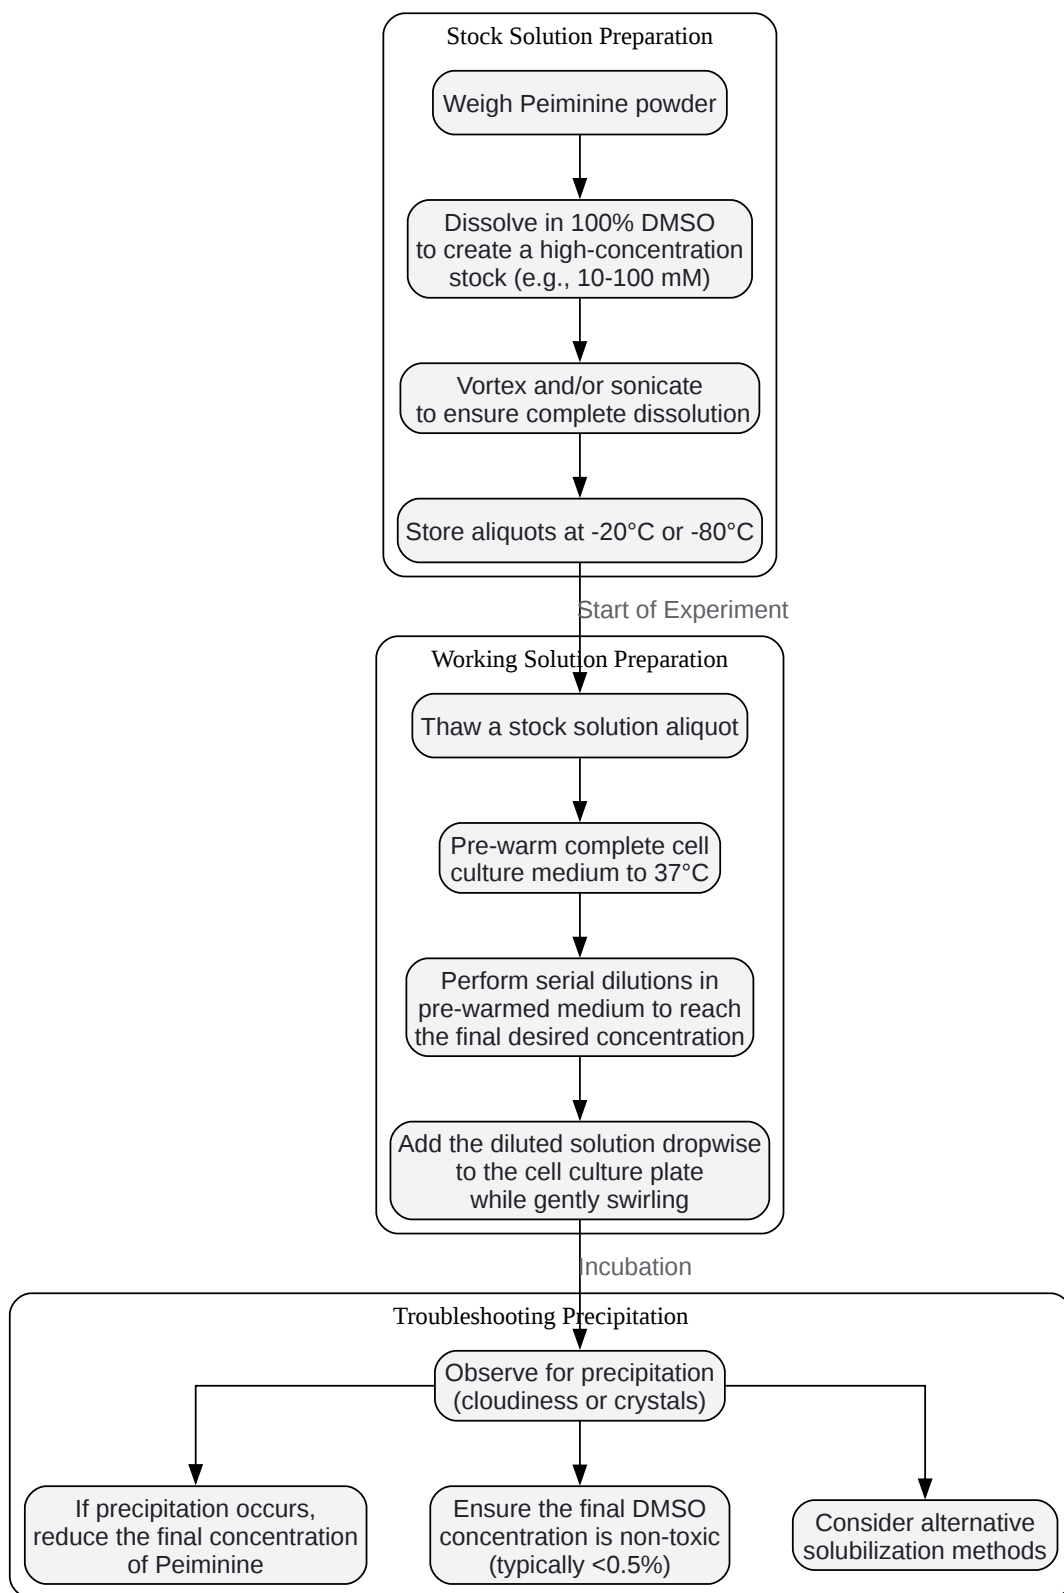 Stock Solution Preparation
Weigh Peiminine powder
Dissolve in 100% DMSO
to create a high-concentration
stock (e.g., 10-100 mM)
Vortex and/or sonicate
to ensure complete dissolution
Store aliquots at -20°C or -80°C
Start of Experiment
Working Solution Preparation
Thaw a stock solution aliquot
Pre-warm complete cell
culture medium to 37°C
Perform serial dilutions in
pre-warmed medium to reach
the final desired concentration
Add the diluted solution dropwise
to the cell culture plate
while gently swirling
Incubation
Troubleshooting Precipitation
Observe for precipitation
(cloudiness or crystals)
If precipitation occurs,
reduce the final concentration
of Peiminine
Ensure the final DMSO
concentration is non-toxic
(typically <0.5%)
Consider alternative
solubilization methods